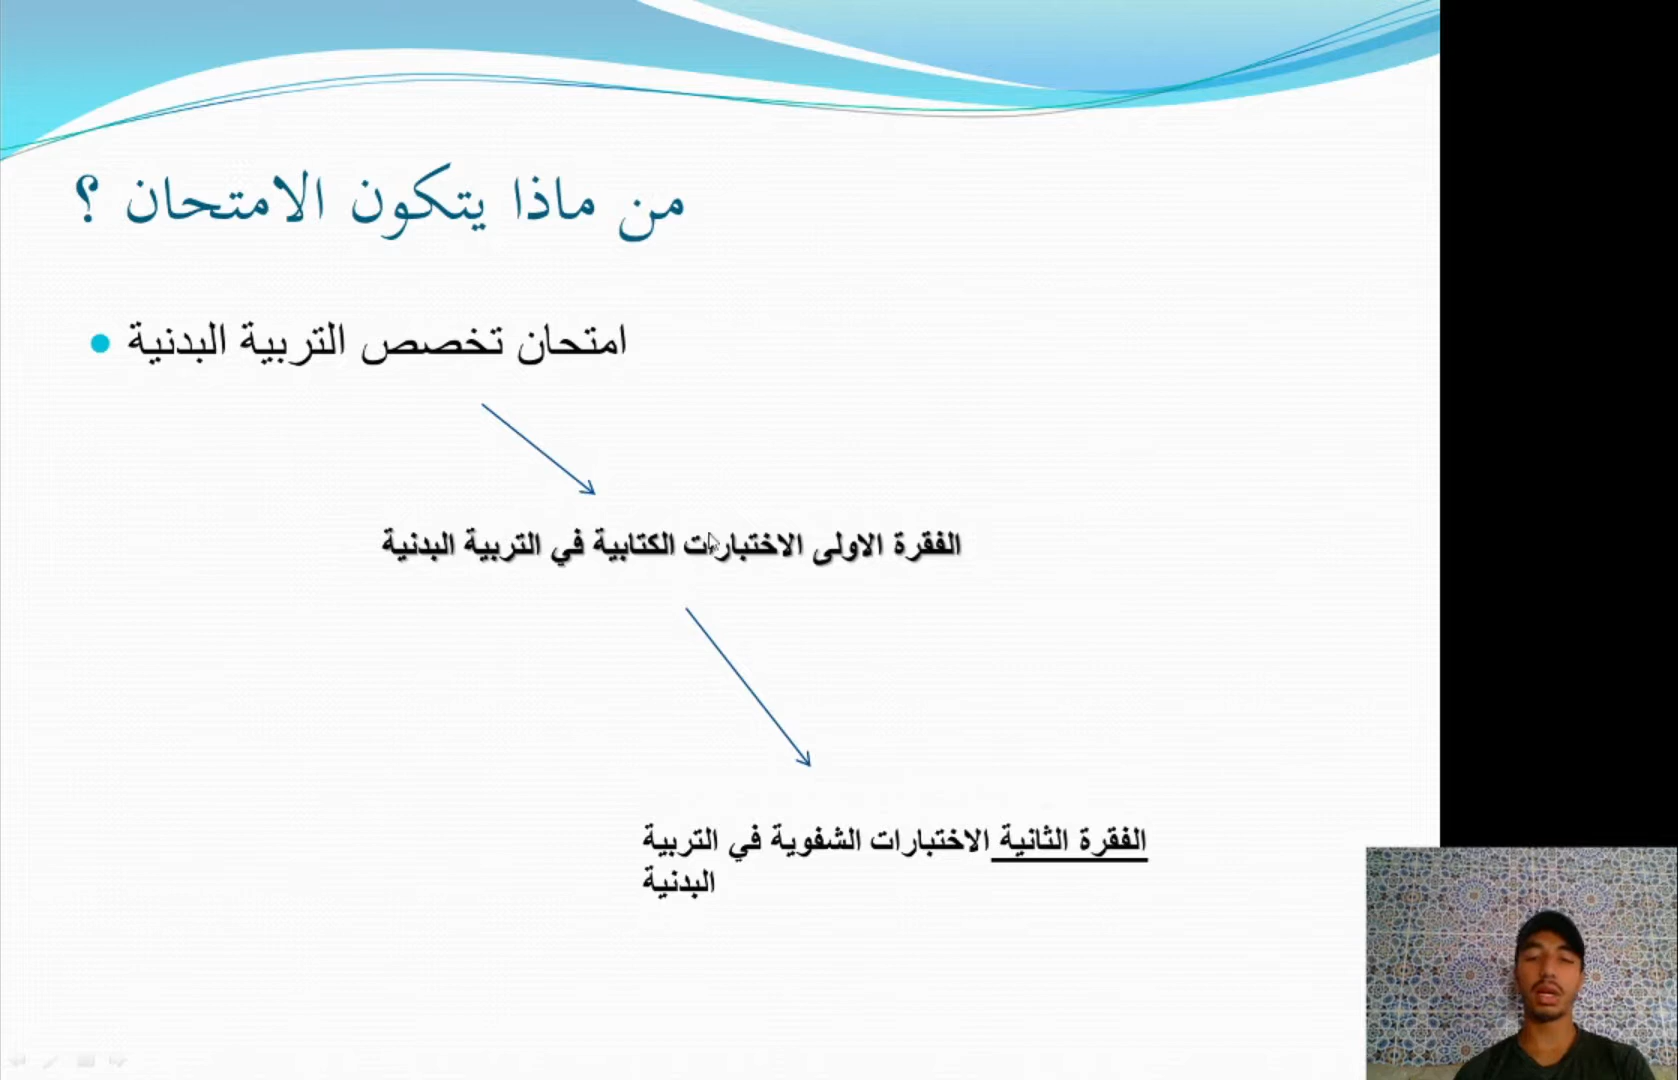 من ماذا يتكون الامتحان ؟
امتحان تخصص التربية البدنية
الفقرة الاولى الاختبارات الكتابية في التربية البدنية
الفقرة الثانية الاختبارات الشفوية في التربية
البدنية